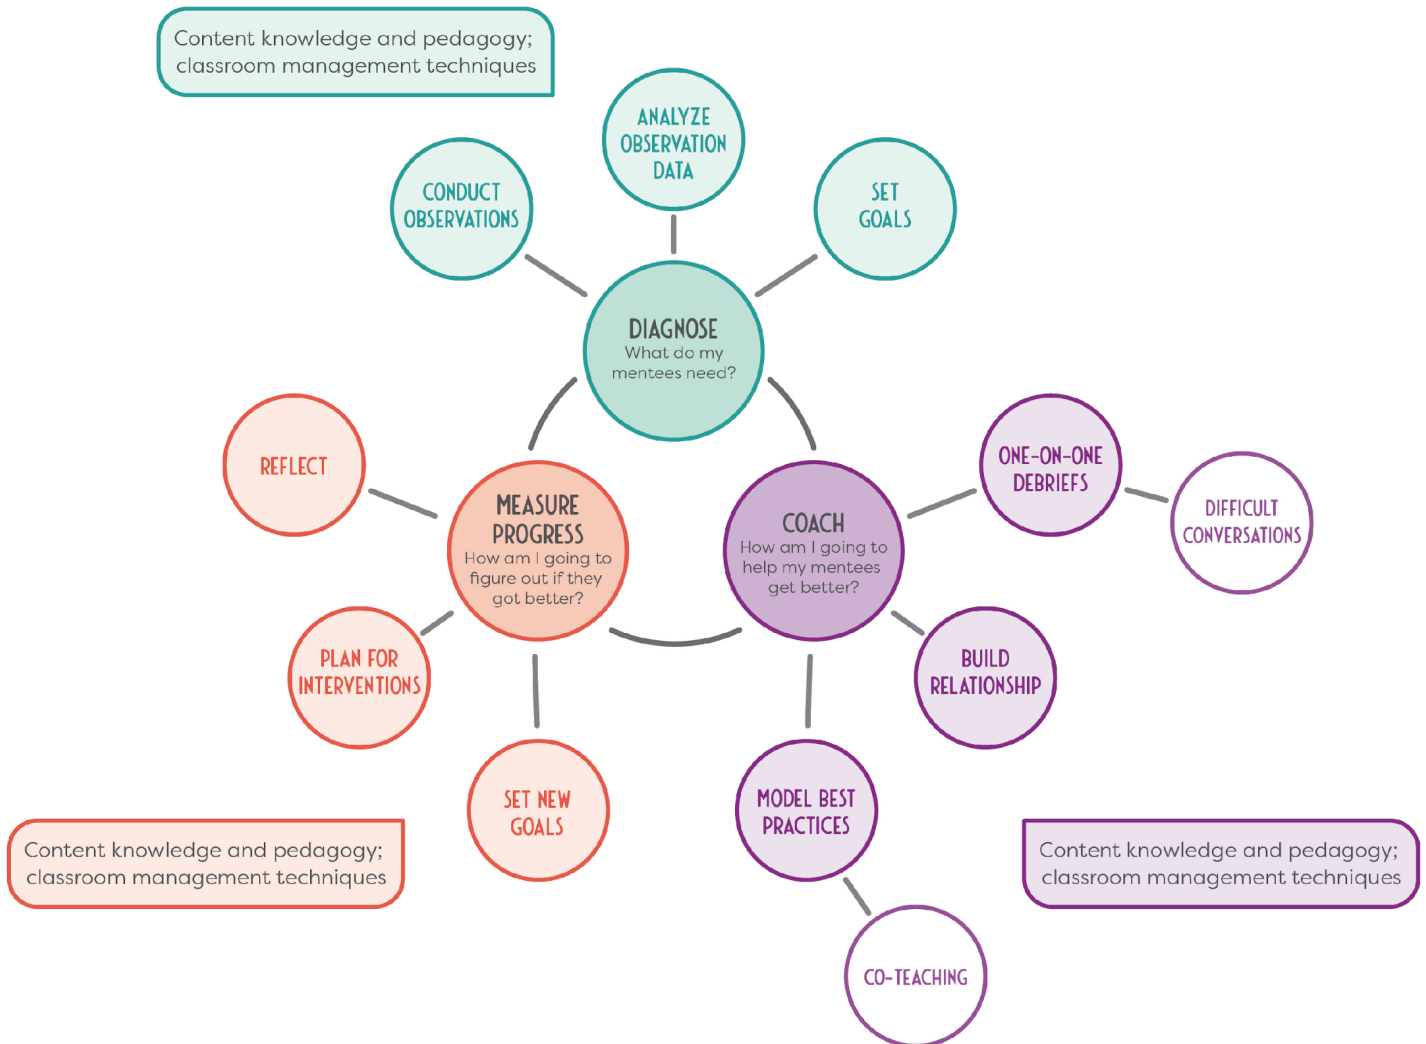 Content knowledge and pedagogy;
classroom management techniques
ANALYZE
OBSERVATION
DATA
CONDUCT
OBSERVATIONS
SET
GOALS
DIAGNOSE
What do my
mentees need?
REFLECT
MEASURE
PROGRESS
How am I going to
figure out if they
got better?
COACH
How am I going to
help my mentees
get better?
ONE-ON-ONE
DEBRIEFS
DIFFICULT
CONVERSATIONS
PLAN FOR
INTERVENTIONS
BUILD
RELATIONSHIP
SET NEW
GOALS
MODEL BEST
PRACTICES
Content knowledge and pedagogy;
classroom management techniques
Content knowledge and pedagogy;
classroom management techniques
CO-TEACHING